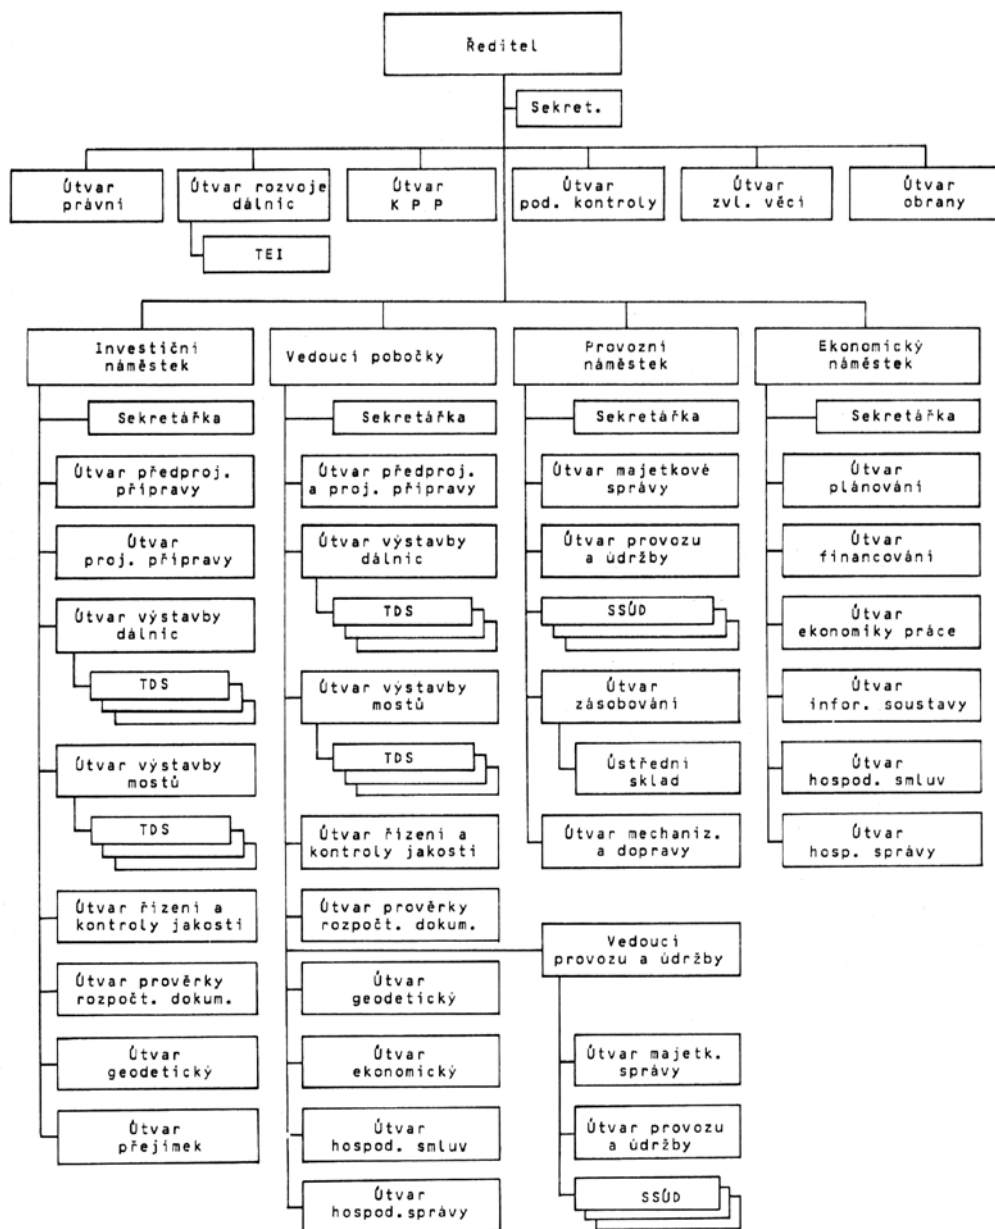 Ředitel
Sekret.
Útvar
právní
Útvar rozvoje
dálnic
TEI
Útvar
K P P
Útvar
pod. kontroly
Útvar
zvl. věcí
Útvar
obrany
Investiční
náměstek
Sekretářka
Útvar předproj.
přípravy
Útvar
proj. přípravy
Útvar výstavby
dálnic
TDS
Útvar výstavby
mostů
TDS
Útvar řízení a
kontroly jakosti
Útvar prověrky
rozpočt. dokum.
Útvar
geodetický
Útvar
přejímek
Vedoucí pobočky
Sekretářka
Útvar předproj.
a proj. přípravy
Útvar výstavby
dálnic
TDS
Útvar výstavby
mostů
TDS
Útvar řízení a
kontroly jakosti
Útvar prověrky
rozpočt. dokum.
Útvar
geodetický
Útvar
ekonomický
Útvar
hospod. smluv
Útvar
hospod.správy
Provozní
náměstek
Sekretářka
Útvar majetkové
správy
Útvar provozu
a údržby
SSÚD
Útvar
zásobování
Ústřední
sklad
Útvar mechaniz.
a dopravy
Vedoucí
provozu a údržby
Útvar majetk.
správy
Útvar provozu
a údržby
SSÚD
Ekonomický
náměstek
Sekretářka
Útvar
plánování
Útvar
financování
Útvar
ekonomiky práce
Útvar
infor. soustavy
Útvar
hospod. smluv
Útvar
hosp. správy